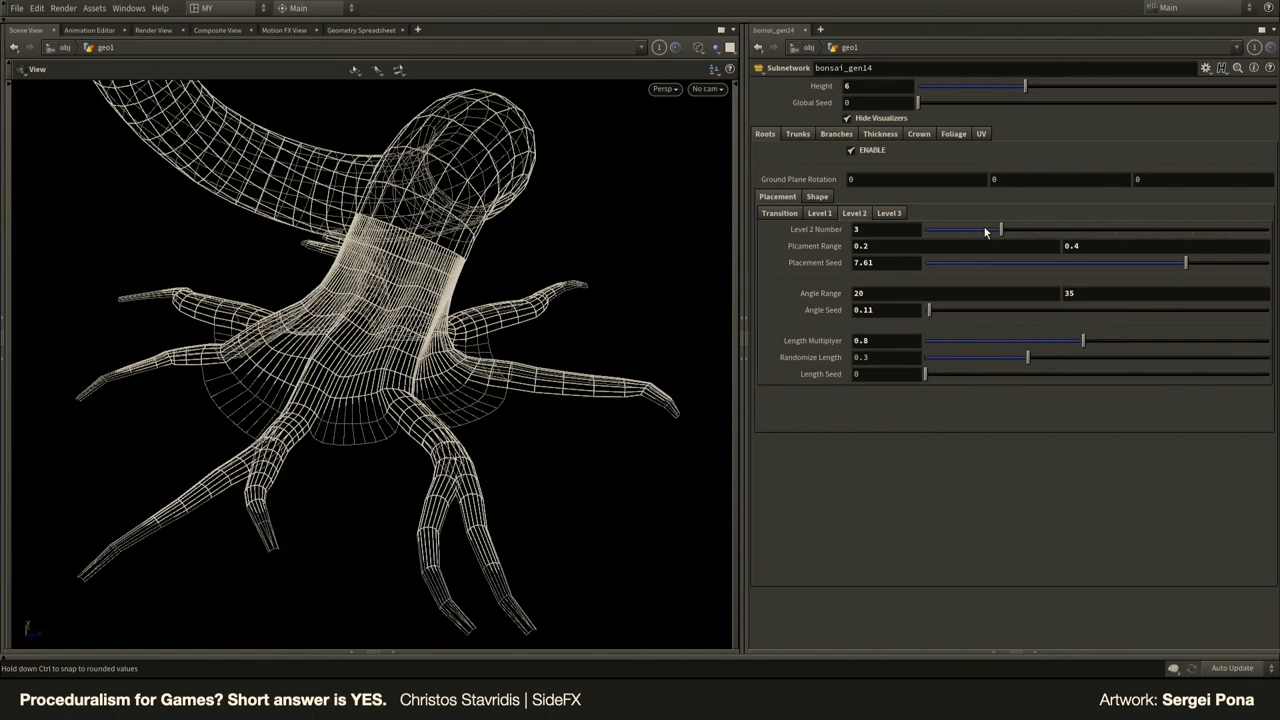 File Edit Render Assets Windows Help MY Main Main
Scene View Animation Editor Render View Composite View Motion FX View Geometry Spreadsheet bonsai_gen14
obj geo1 1 obj geo1 1
View Subnetwork bonsai_gen14
Persp No cam
Height 6
Global Seed 0
Hide Visualizers
Roots Trunks Branches Thickness Crown Foliage UV
ENABLE
Ground Plane Rotation 0 0 0
Placement Shape
Transition Level 1 Level 2 Level 3
Level 2 Number 3
Picament Range 0.2 0.4
Placement Seed 7.61
Angle Range 20 35
Angle Seed 0.11
Length Multiplyer 0.8
Randomize Length 0.3
Length Seed 0
Hold down Ctrl to snap to rounded values Auto Update
Proceduralism for Games? Short answer is YES. Christos Stavridis | SideFX Artwork: Sergei Pona